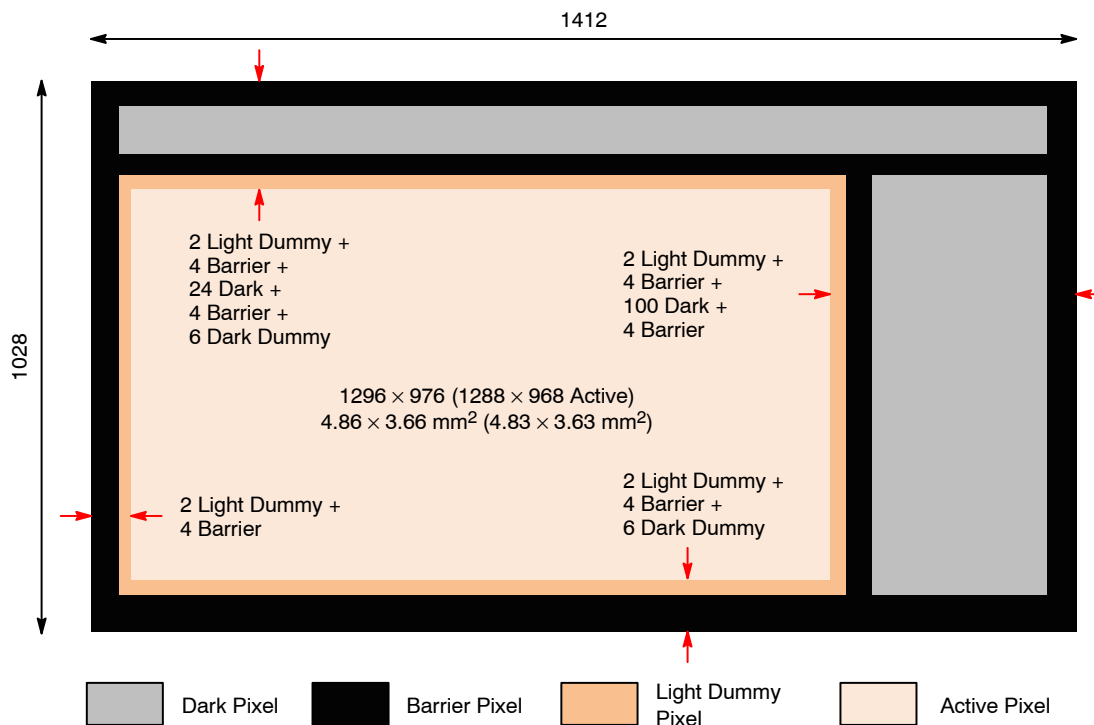 1412
1028
2 Light Dummy +
4 Barrier +
24 Dark +
4 Barrier +
6 Dark Dummy
2 Light Dummy +
4 Barrier +
100 Dark +
4 Barrier
1296 × 976 (1288 × 968 Active)
4.86 × 3.66 mm² (4.83 × 3.63 mm²)
2 Light Dummy +
4 Barrier
2 Light Dummy +
4 Barrier +
6 Dark Dummy
Dark Pixel
Barrier Pixel
Light Dummy
Pixel
Active Pixel